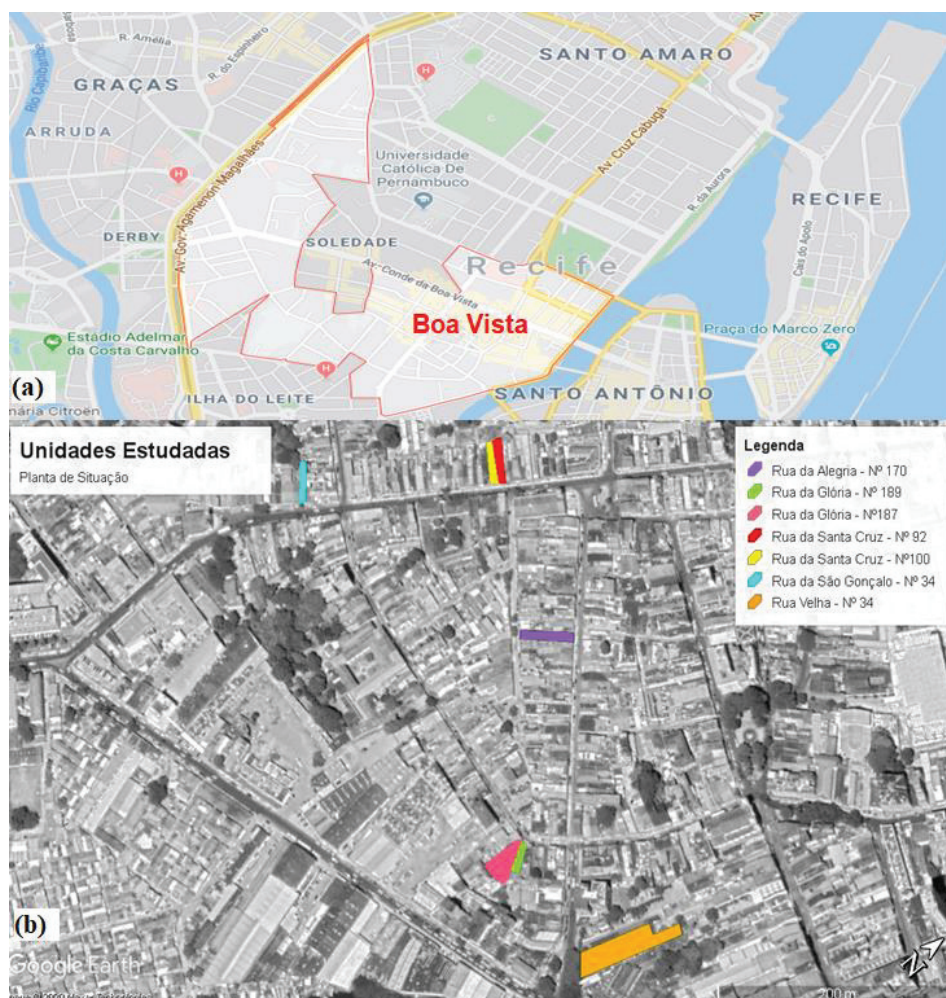 R. Amélia
R. do Espinheiro
Rio Capibaribe
GRAÇAS
SANTO AMARO
ARRUDA
Av. Gov. Agamenon Magalhães
Universidade
Católica De
Pernambuco
Av. Cruz Cabugá
R. da Aurora
Cais do Apolo
RECIFE
DERBY
SOLEDADE
Recife
Av. Conde da Boa Vista
Boa Vista
Estádio Adelmar
da Costa Carvalho
Praça do Marco Zero
(a)
ILHA DO LEITE
SANTO ANTÔNIO
nária Citroën
Unidades Estudadas
Planta de Situação
Legenda
Rua da Alegria - Nº 170
Rua da Glória - Nº 189
Rua da Glória - Nº187
Rua da Santa Cruz - Nº 92
Rua da Santa Cruz - Nº100
Rua da São Gonçalo - Nº 34
Rua Velha - Nº 34
(b)
Google Earth
N
200 m